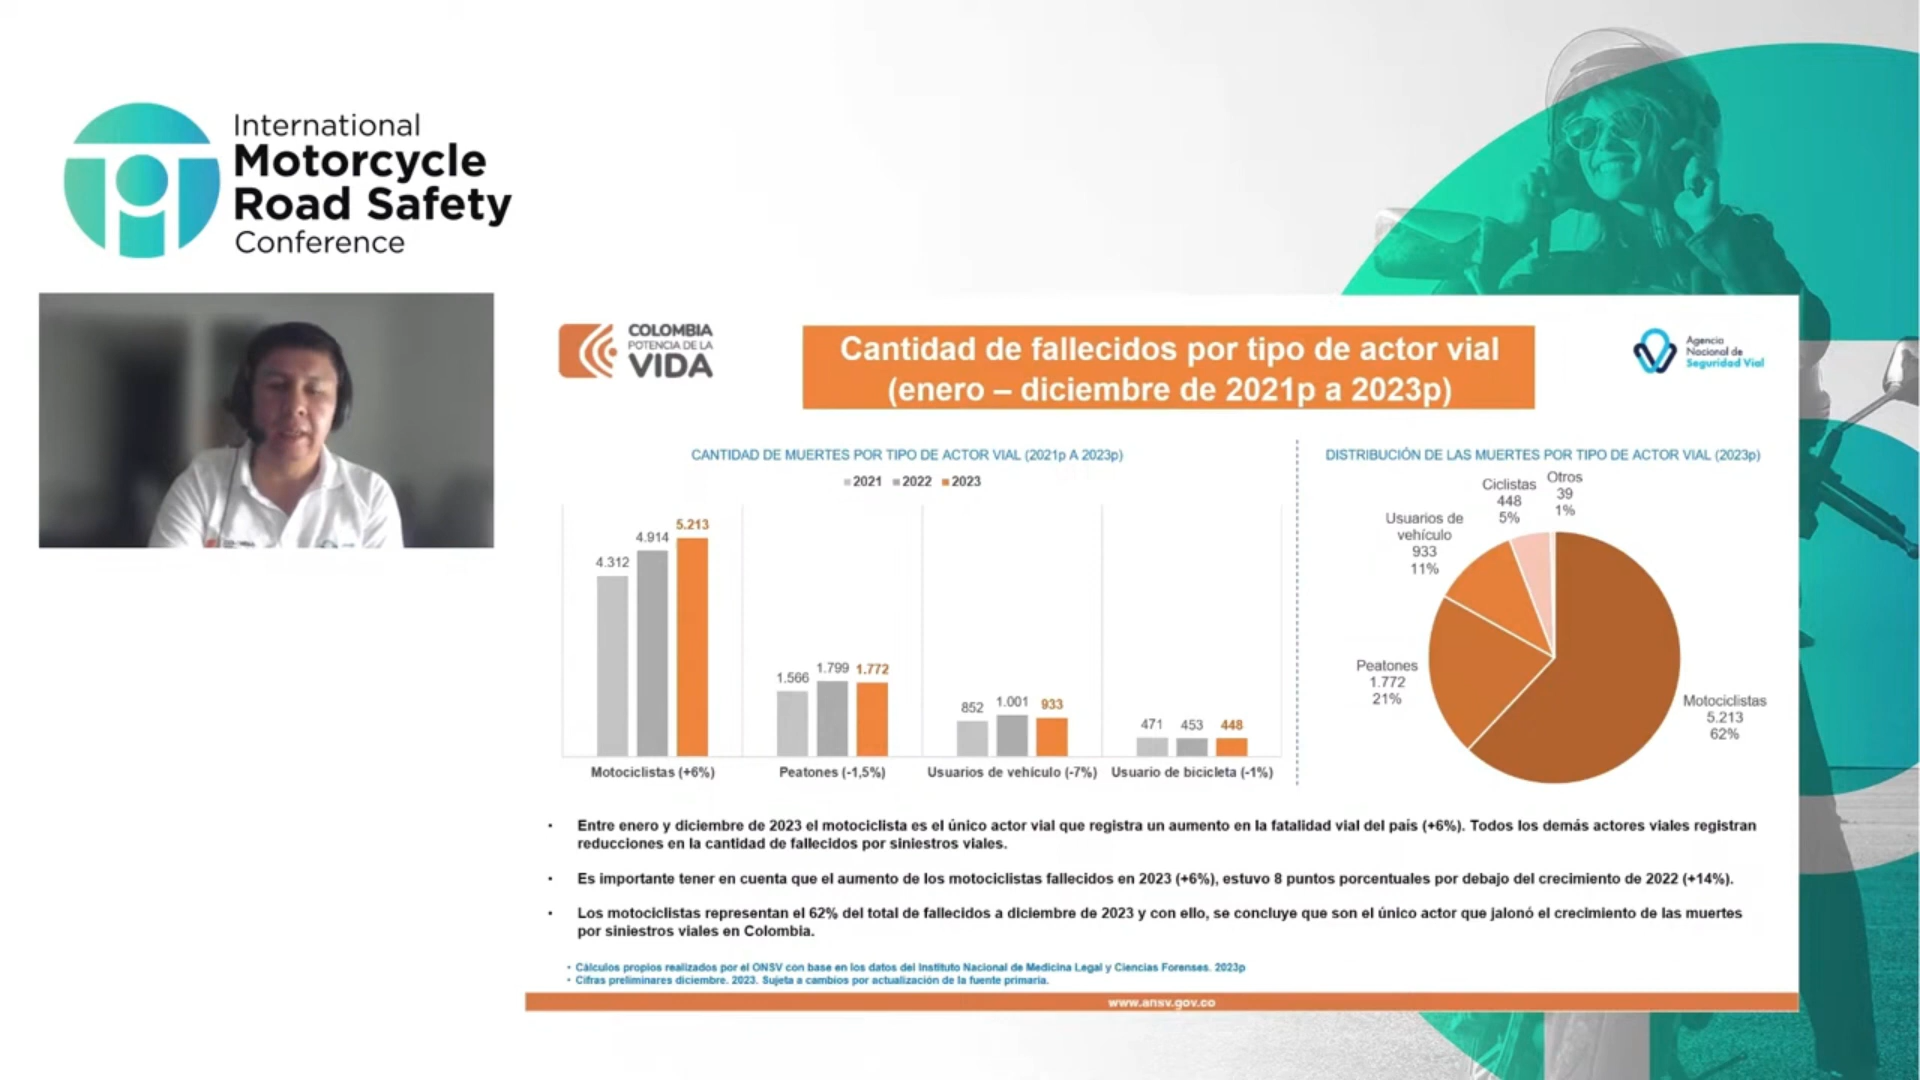 International
Motorcycle
Road Safety
Conference
COLOMBIA
POTENCIA DE LA
VIDA
Cantidad de fallecidos por tipo de actor vial
(enero – diciembre de 2021p a 2023p)
Agencia
Nacional de
Seguridad Vial
CANTIDAD DE MUERTES POR TIPO DE ACTOR VIAL (2021p A 2023p)
2021 2022 2023
4.312
4.914
5.213
1.566
1.799
1.772
852
1.001
933
471
453
448
Motociclistas (+6%)
Peatones (-1,5%)
Usuarios de vehículo (-7%)
Usuario de bicicleta (-1%)
DISTRIBUCIÓN DE LAS MUERTES POR TIPO DE ACTOR VIAL (2023p)
Otros
39
1%
Ciclistas
448
5%
Usuarios de
vehículo
933
11%
Peatones
1.772
21%
Motociclistas
5.213
62%
• Entre enero y diciembre de 2023 el motociclista es el único actor vial que registra un aumento en la fatalidad vial del país (+6%). Todos los demás actores viales registran
reducciones en la cantidad de fallecidos por siniestros viales.
• Es importante tener en cuenta que el aumento de los motociclistas fallecidos en 2023 (+6%), estuvo 8 puntos porcentuales por debajo del crecimiento de 2022 (+14%).
• Los motociclistas representan el 62% del total de fallecidos a diciembre de 2023 y con ello, se concluye que son el único actor que jalonó el crecimiento de las muertes
por siniestros viales en Colombia.
• Cálculos propios realizados por el ONSV con base en los datos del Instituto Nacional de Medicina Legal y Ciencias Forenses. 2023p
• Cifras preliminares diciembre. 2023. Sujeta a cambios por actualización de la fuente primaria.
www.ansv.gov.co